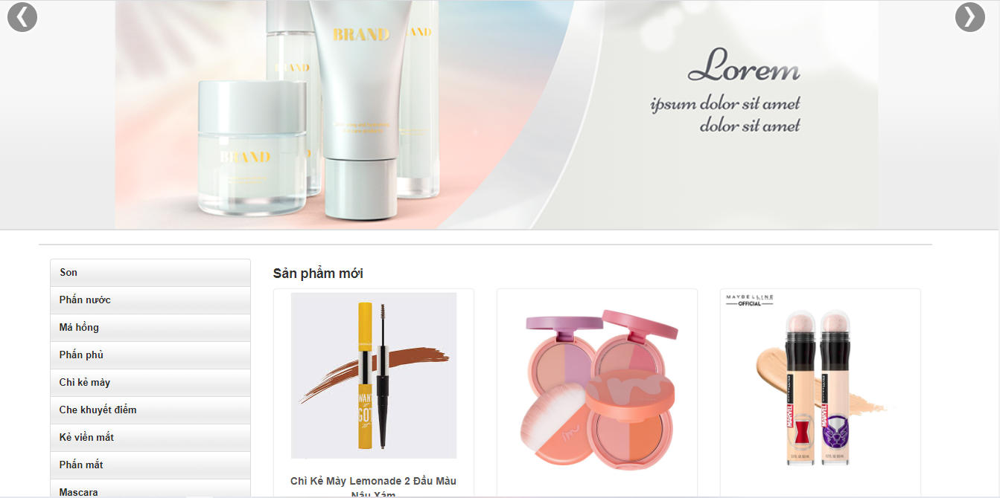 BRAND
BRAND
Lorem
ipsum dolor sit amet
dolor sit amet
Son
Phấn nước
Má hồng
Phấn phủ
Chì kẻ mày
Che khuyết điểm
Kẻ viền mắt
Phấn mắt
Mascara
Sản phẩm mới
WANT
GOT
Chì Kẻ Mày Lemonade 2 Đầu Màu
Nâu Xám
im
MAYBELLINE
OFFICIAL
MARVEL
MARVEL